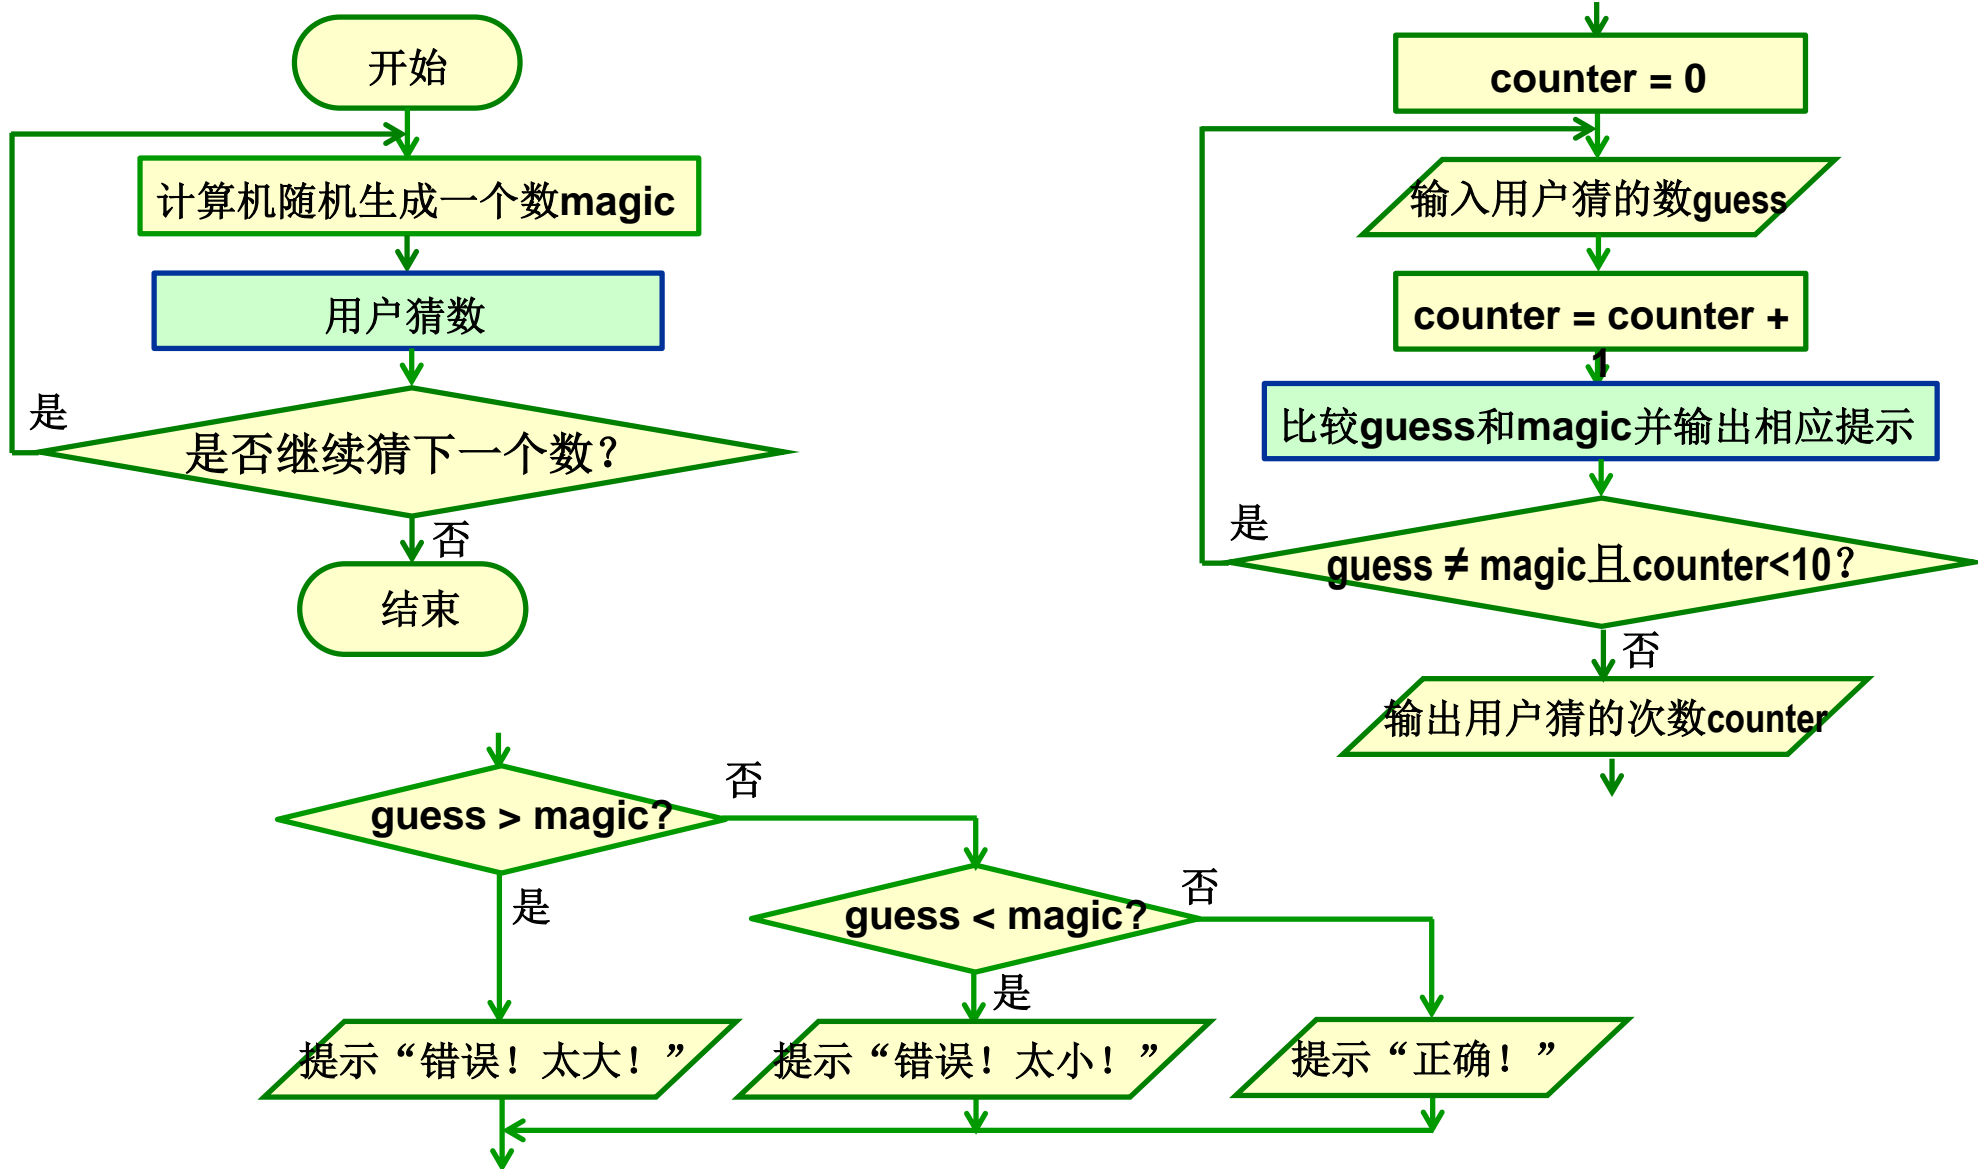 开始
计算机随机生成一个数magic
用户猜数
是
是否继续猜下一个数？
否
结束
counter = 0
输入用户猜的数guess
counter = counter +
1
比较guess和magic并输出相应提示
是
guess ≠ magic且counter<10？
否
输出用户猜的次数counter
guess > magic?
否
是
guess < magic?
否
是
提示“错误！太大！”
提示“错误！太小！”
提示“正确！”